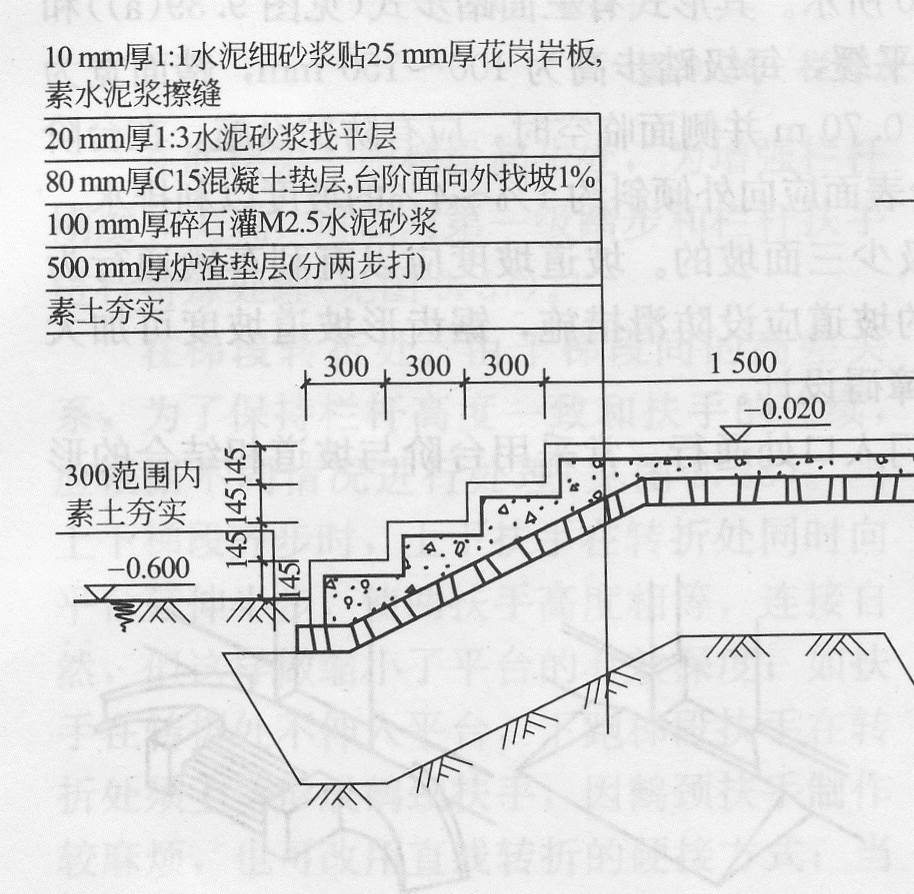 10 mm厚1:1水泥细砂浆贴25 mm厚花岗岩板,
素水泥浆擦缝
20 mm厚1:3水泥砂浆找平层
80 mm厚C15混凝土垫层,台阶面向外找坡1%
100 mm厚碎石灌M2.5水泥砂浆
500 mm厚炉渣垫层(分两步打)
素土夯实
300
300
300
1 500
−0.020
300范围内
素土夯实
145
145
145
145
−0.600